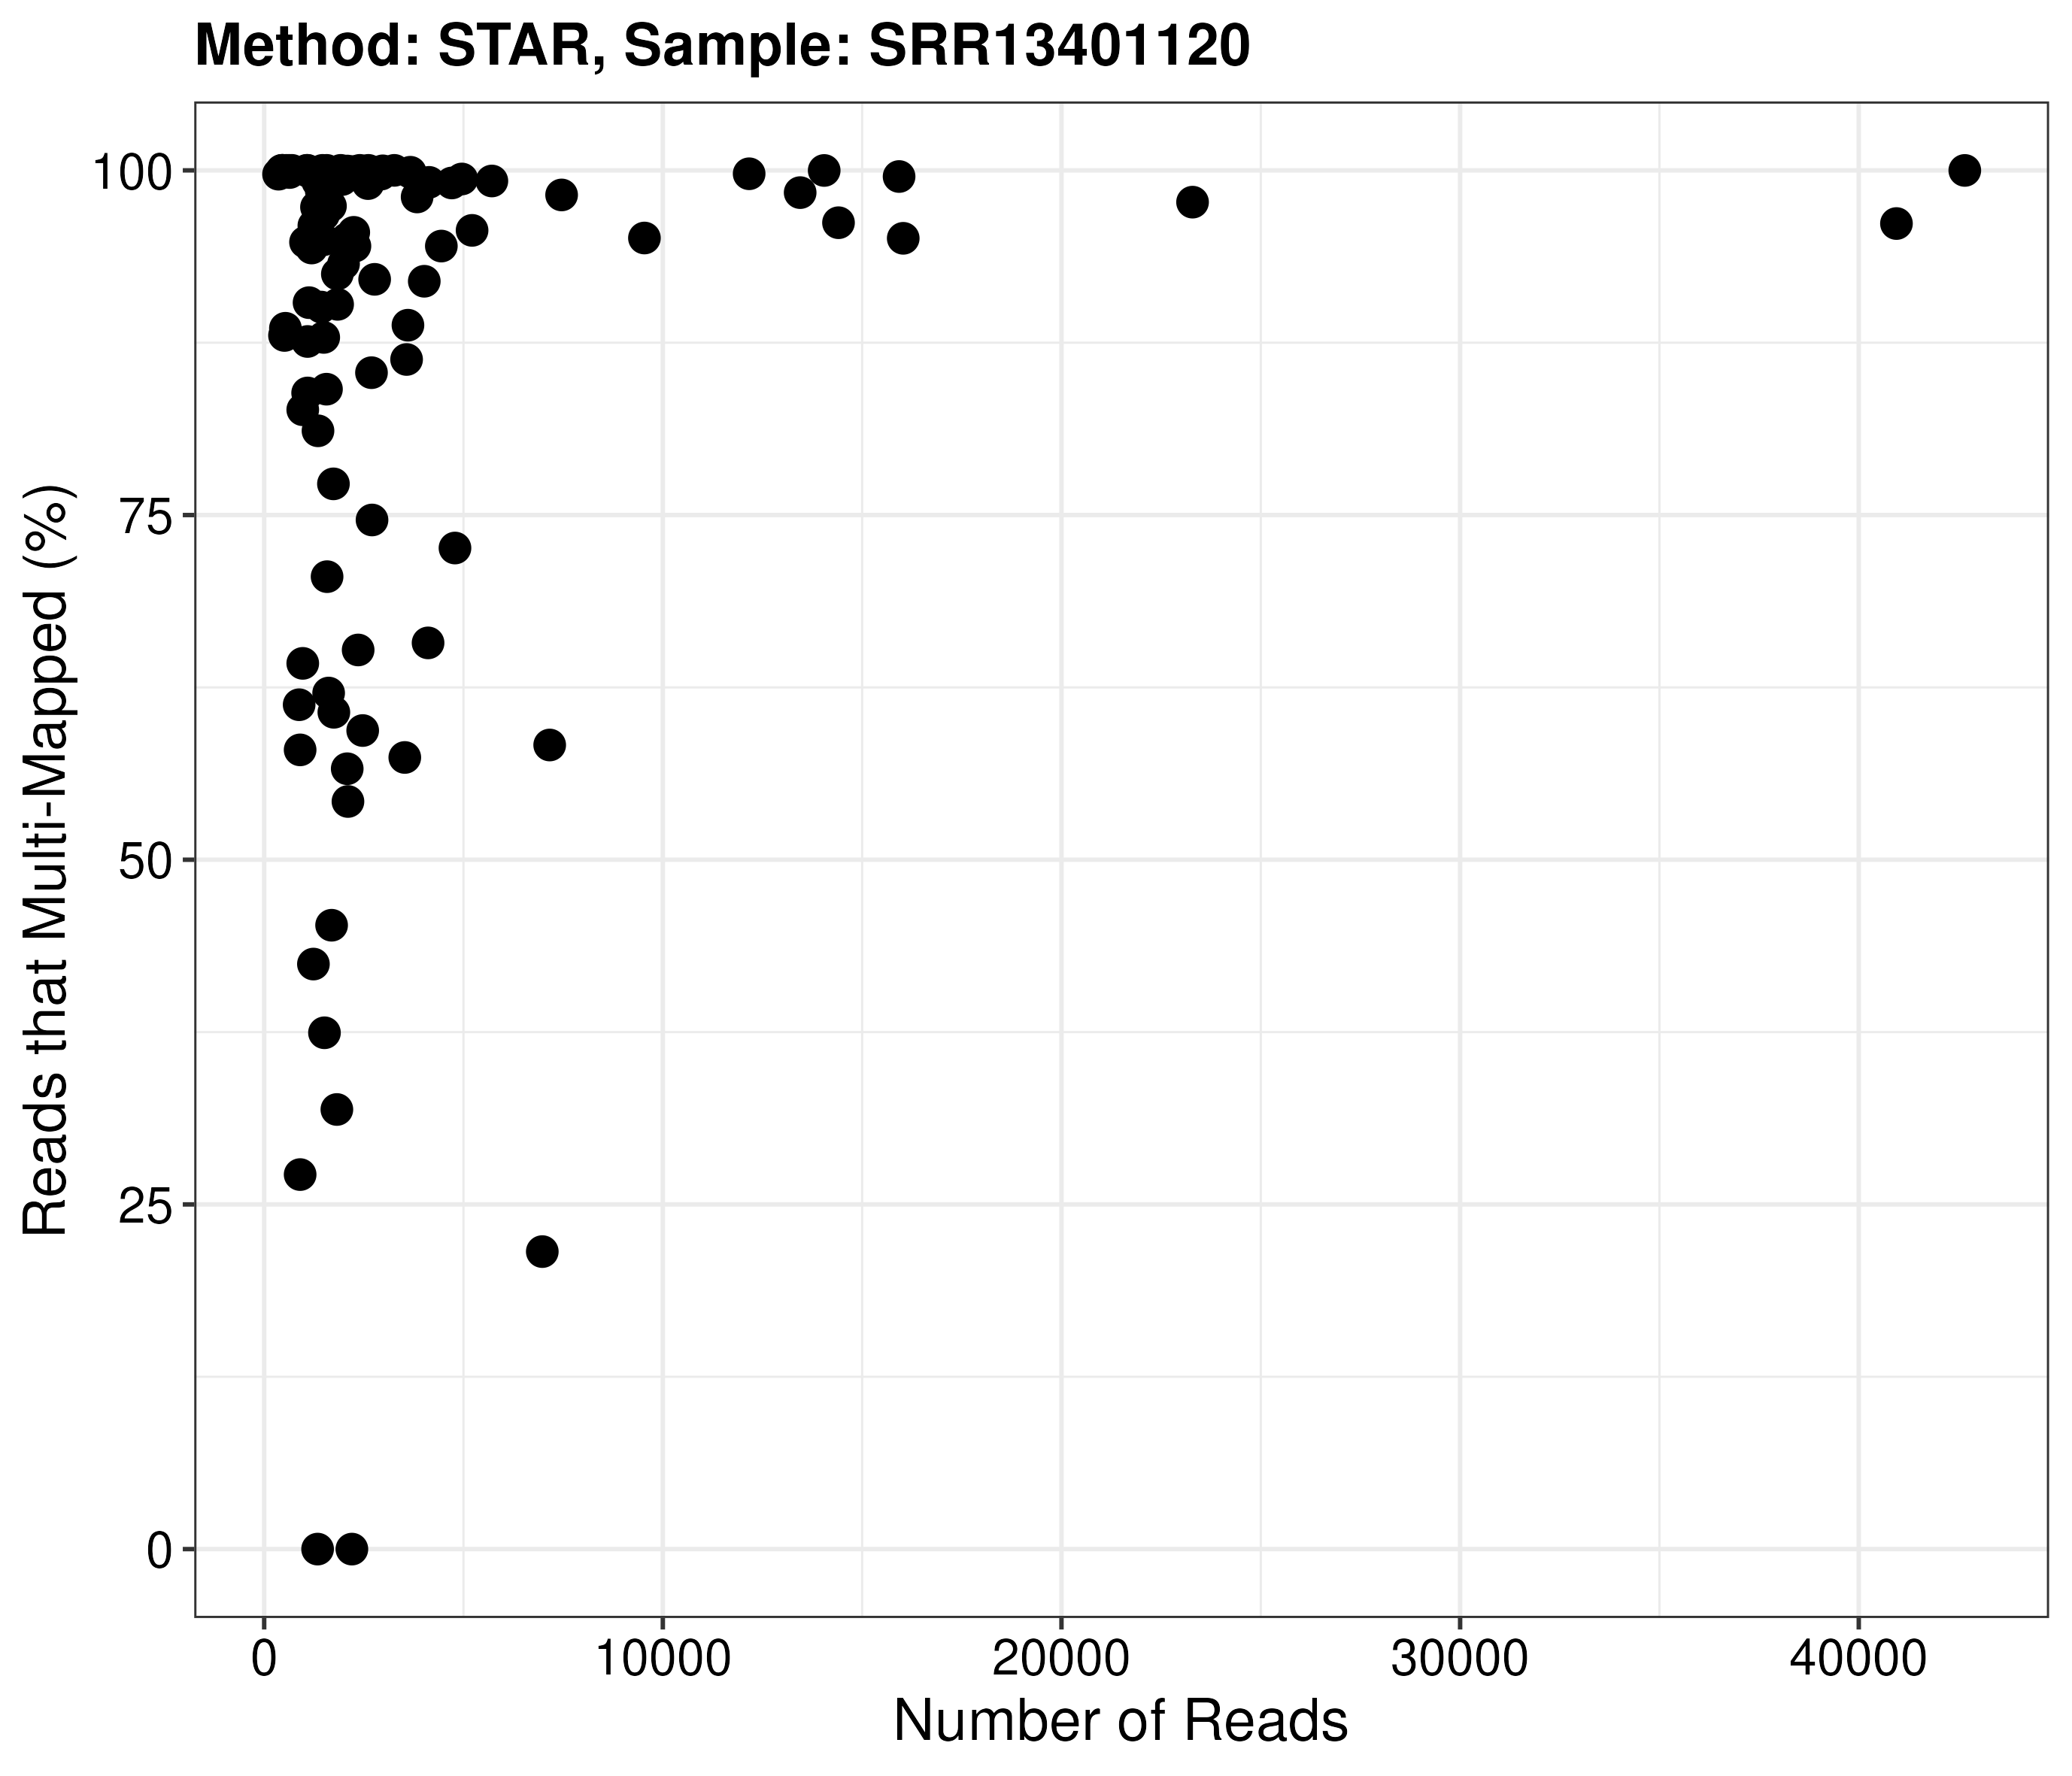 Method: STAR, Sample: SRR13401120
Reads that Multi-Mapped (%)
100
75
50
25
0
0 10000 20000 30000 40000
Number of Reads